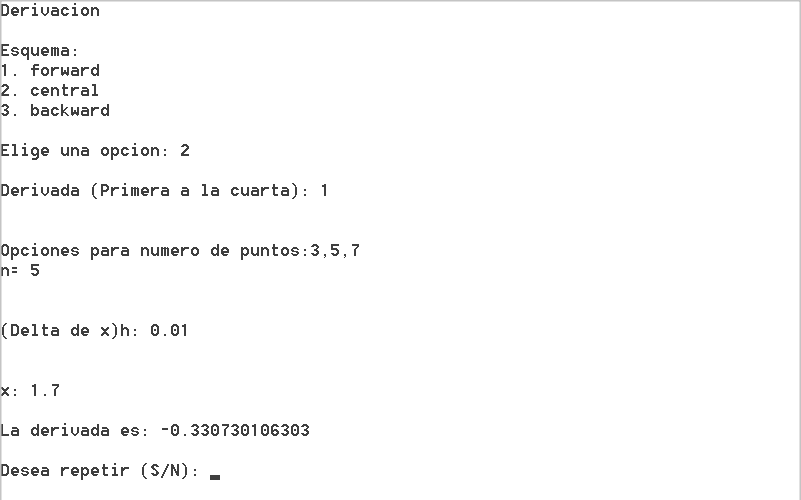 Derivacion
Esquema:
1. forward
2. central
3. backward
Elige una opcion: 2
Derivada (Primera a la cuarta): 1
Opciones para numero de puntos:3,5,7
n= 5
(Delta de x)h: 0.01
x: 1.7
La derivada es: -0.330730106303
Desea repetir (S/N): _